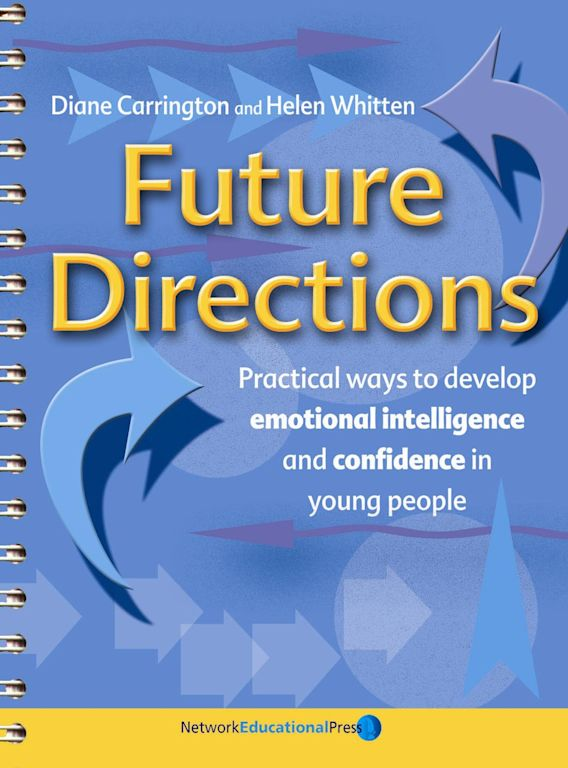 Diane Carrington and Helen Whitten
Future
Directions
Practical ways to develop
emotional intelligence
and confidence in
young people
NetworkEducationalPress